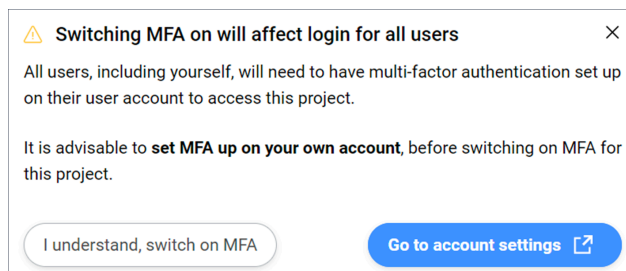 Switching MFA on will affect login for all users
All users, including yourself, will need to have multi-factor authentication set up
on their user account to access this project.
It is advisable to set MFA up on your own account, before switching on MFA for
this project.
I understand, switch on MFA
Go to account settings